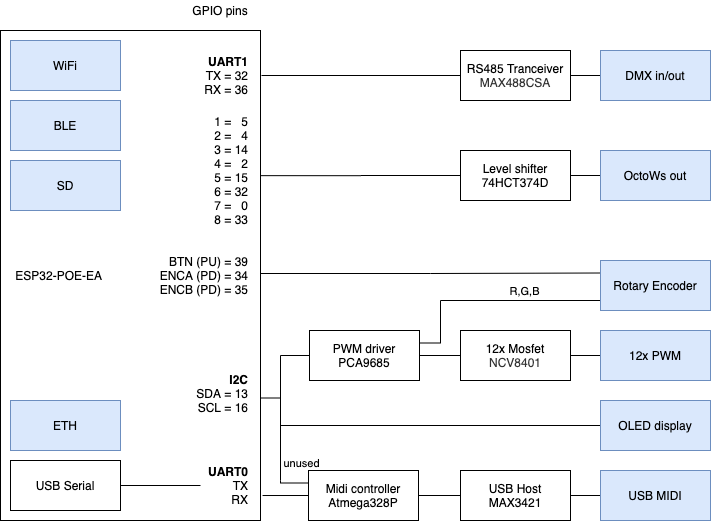 GPIO pins
WiFi
BLE
SD
ESP32-POE-EA
ETH
USB Serial
UART1
TX = 32
RX = 36
1 = 5
2 = 4
3 = 14
4 = 2
5 = 15
6 = 32
7 = 0
8 = 33
BTN (PU) = 39
ENCA (PD) = 34
ENCB (PD) = 35
I2C
SDA = 13
SCL = 16
UART0
TX
RX
RS485 Tranceiver
MAX488CSA
DMX in/out
Level shifter
74HCT374D
OctoWs out
Rotary Encoder
R,G,B
PWM driver
PCA9685
12x Mosfet
NCV8401
12x PWM
OLED display
unused
Midi controller
Atmega328P
USB Host
MAX3421
USB MIDI